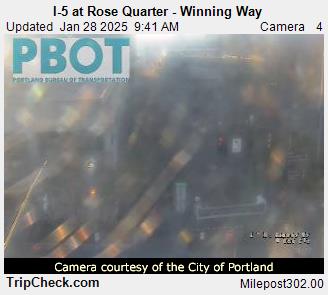 I-5 at Rose Quarter - Winning Way
Updated Jan 28 2025 9:41 AM Camera 4
PBOT
PORTLAND BUREAU OF TRANSPORTATION
Camera courtesy of the City of Portland
TripCheck.com Milepost302.00